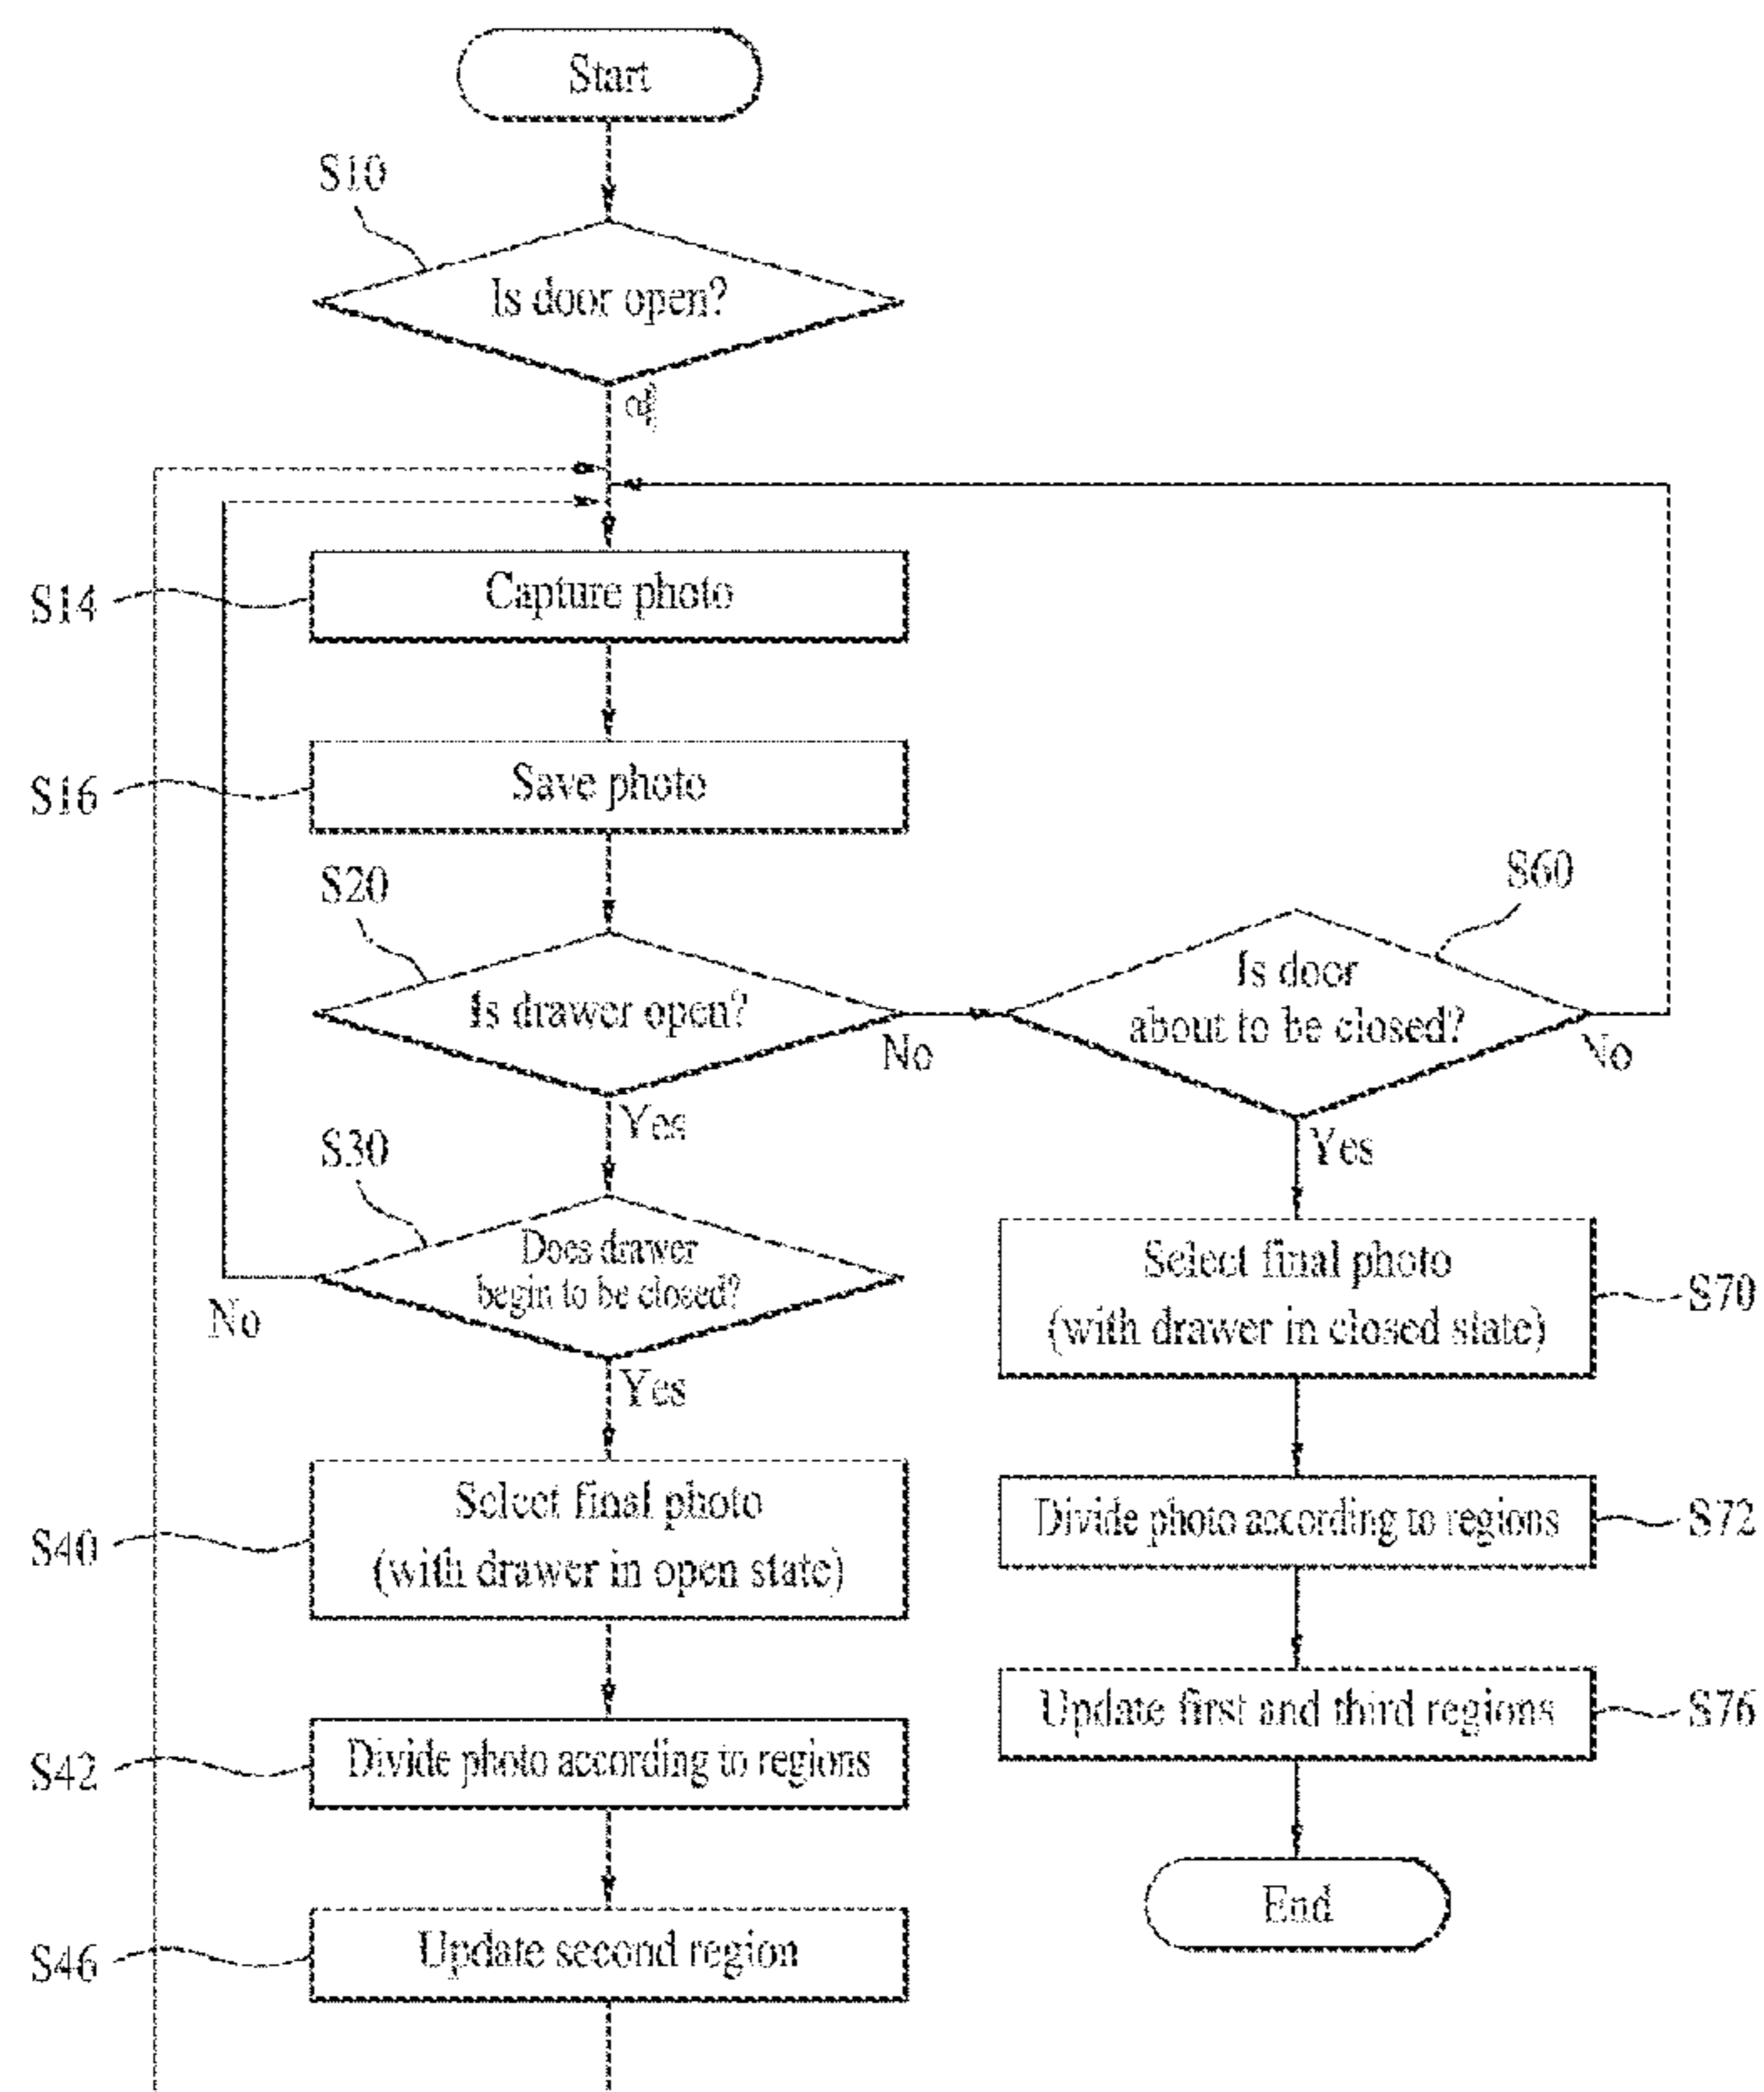 Start
S10
Is door open?
예
S14
Capture photo
S16
Save photo
S20
Is drawer open?
No
Yes
S60
Is door
about to be closed?
No
Yes
S30
Does drawer
begin to be closed?
No
Yes
S40
Select final photo
(with drawer in open state)
S42
Divide photo according to regions
S46
Update second region
Select final photo
(with drawer in closed state)
S70
Divide photo according to regions
S72
Update first and third regions
S76
End